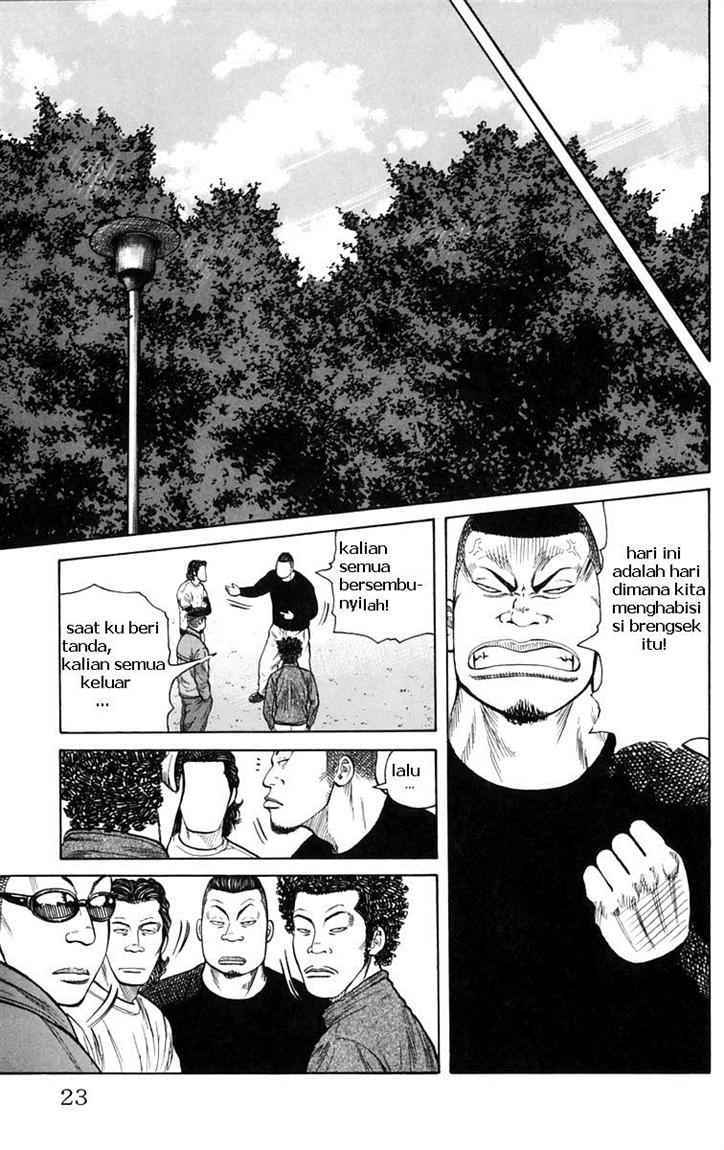 hari ini
adalah hari
dimana kita
menghabisi
si brengsek
itu!
kalian
semua
bersembu-
nyilah!
saat ku beri
tanda,
kalian semua
keluar
...
lalu
...
23